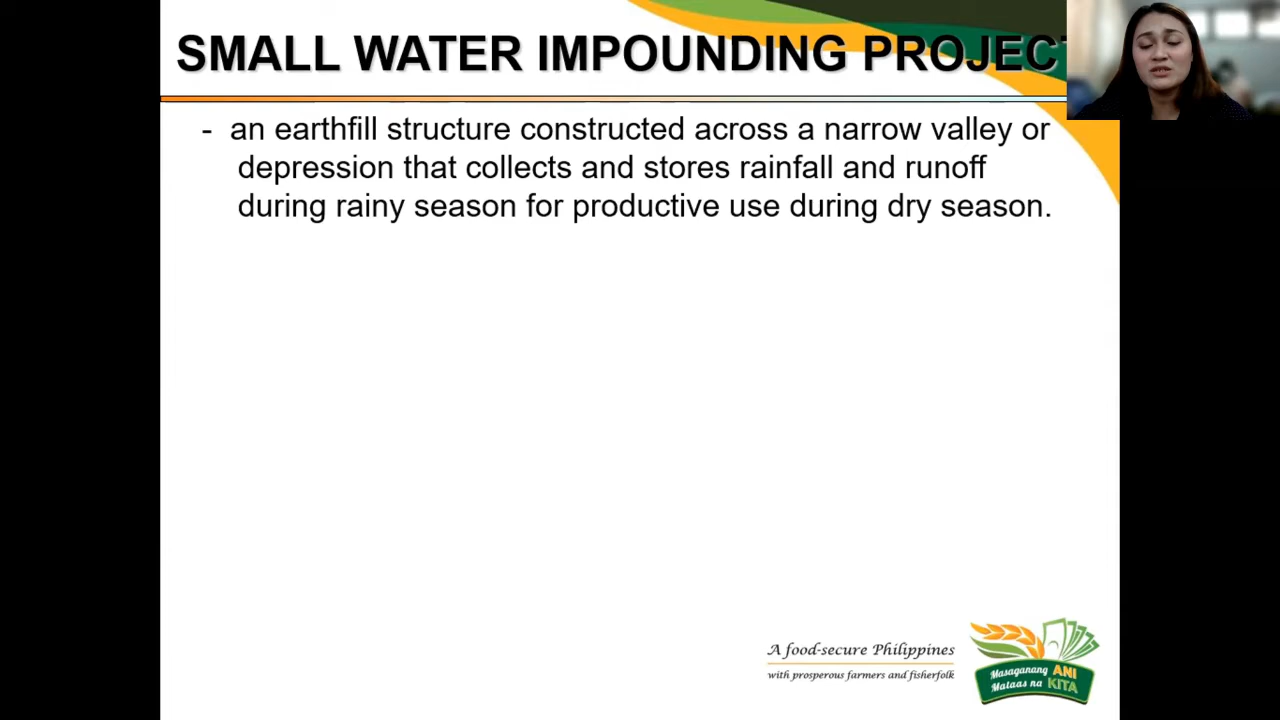 SMALL WATER IMPOUNDING PROJEC
- an earthfill structure constructed across a narrow valley or
depression that collects and stores rainfall and runoff
during rainy season for productive use during dry season.
A food-secure Philippines
with prosperous farmers and fisherfolk
Masaganang ANI
Mataas na KITA